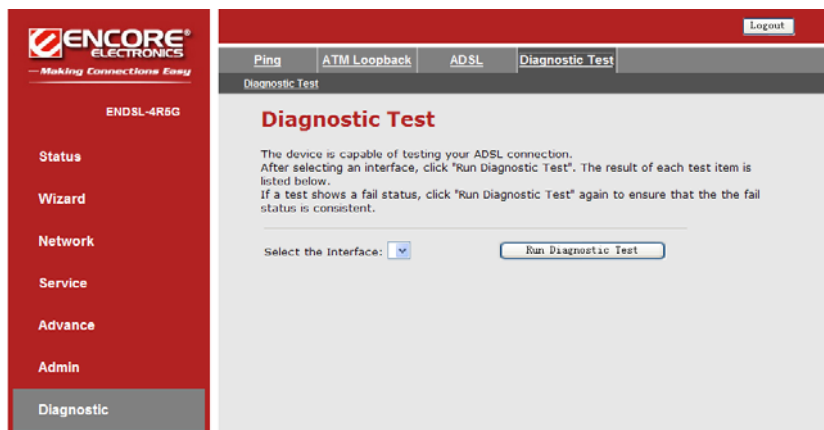 ENCORE®
ELECTRONICS
Making Connections Easy
Logout
Ping ATM Loopback ADSL Diagnostic Test
Diagnostic Test
ENDSL-4R5G
Status
Wizard
Network
Service
Advance
Admin
Diagnostic
Diagnostic Test
The device is capable of testing your ADSL connection.
After selecting an interface, click "Run Diagnostic Test". The result of each test item is
listed below.
If a test shows a fail status, click "Run Diagnostic Test" again to ensure that the the fail
status is consistent.
Select the Interface:
Run Diagnostic Test